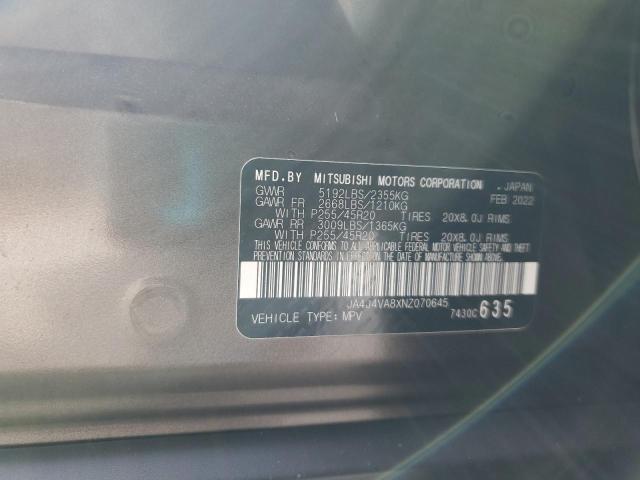 MFD.BY MITSUBISHI MOTORS CORPORATION , JAPAN
GVWR 5192LBS/2355KG FEB 2022
GAWR FR 2668LBS/1210KG
WITH P255/45R20 TIRES 20X8.0J RIMS
GAWR RR 3009LBS/1365KG
WITH P255/45R20 TIRES 20X8.0J RIMS
THIS VEHICLE CONFORMS TO ALL APPLICABLE FEDERAL MOTOR VEHICLE SAFETY AND THEFT
PREVENTION STANDARDS IN EFFECT ON THE DATE OF MANUFACTURE SHOWN ABOVE.
JA4J4VA8XNZ070645
VEHICLE TYPE: MPV 7430C 635